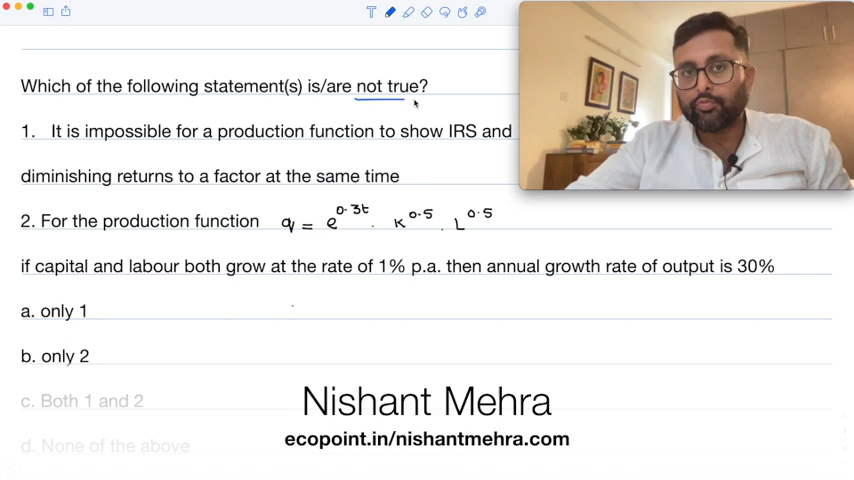 Which of the following statement(s) is/are not true?
1. It is impossible for a production function to show IRS and
diminishing returns to a factor at the same time
2. For the production function q = e^0.3t . K^0.5 . L^0.5
if capital and labour both grow at the rate of 1% p.a. then annual growth rate of output is 30%
a. only 1
b. only 2
c. Both 1 and 2
d. None of the above
Nishant Mehra
ecopoint.in/nishantmehra.com